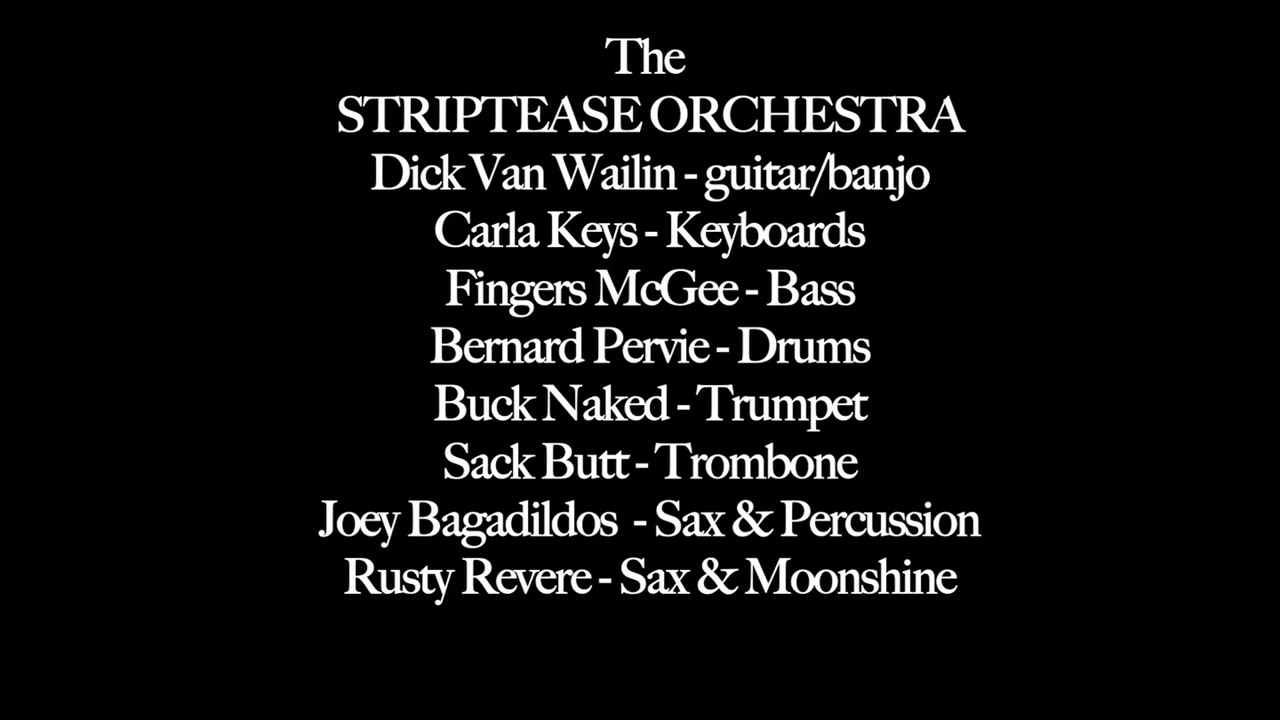 The
STRIPTEASE ORCHESTRA
Dick Van Wailin - guitar/banjo
Carla Keys - Keyboards
Fingers McGee - Bass
Bernard Pervie - Drums
Buck Naked - Trumpet
Sack Butt - Trombone
Joey Bagadildos - Sax & Percussion
Rusty Revere - Sax & Moonshine